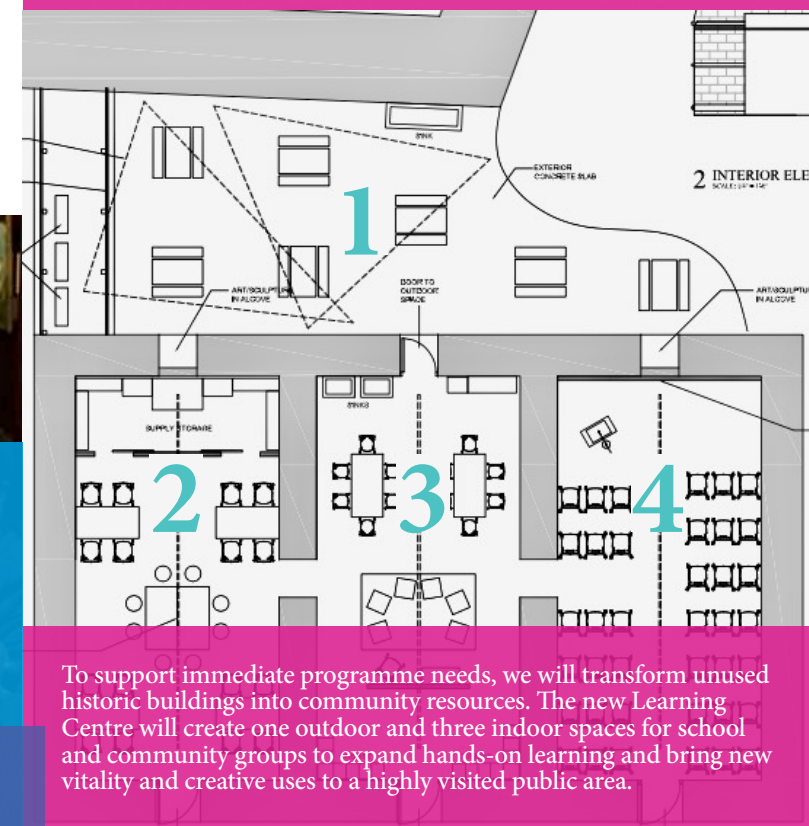 SINK
EXTERIOR
CONCRETE SLAB
2 INTERIOR ELE
1
ART/SCULPTURE
IN ALCOVE
DOOR TO
OUTDOOR
SPACE
ART/SCULPTU
IN ALCOVE
SINKS
SUPPLY STORAGE
2
3
4
To support immediate programme needs, we will transform unused
historic buildings into community resources. The new Learning
Centre will create one outdoor and three indoor spaces for school
and community groups to expand hands-on learning and bring new
vitality and creative uses to a highly visited public area.